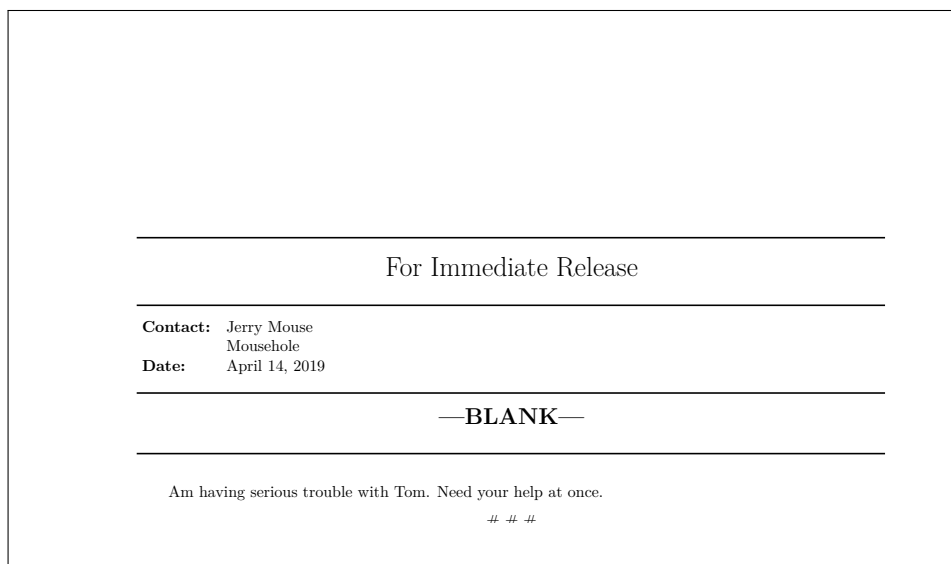 For Immediate Release
Contact: Jerry Mouse
Mousehole
Date: April 14, 2019
—BLANK—
Am having serious trouble with Tom. Need your help at once.
# # #